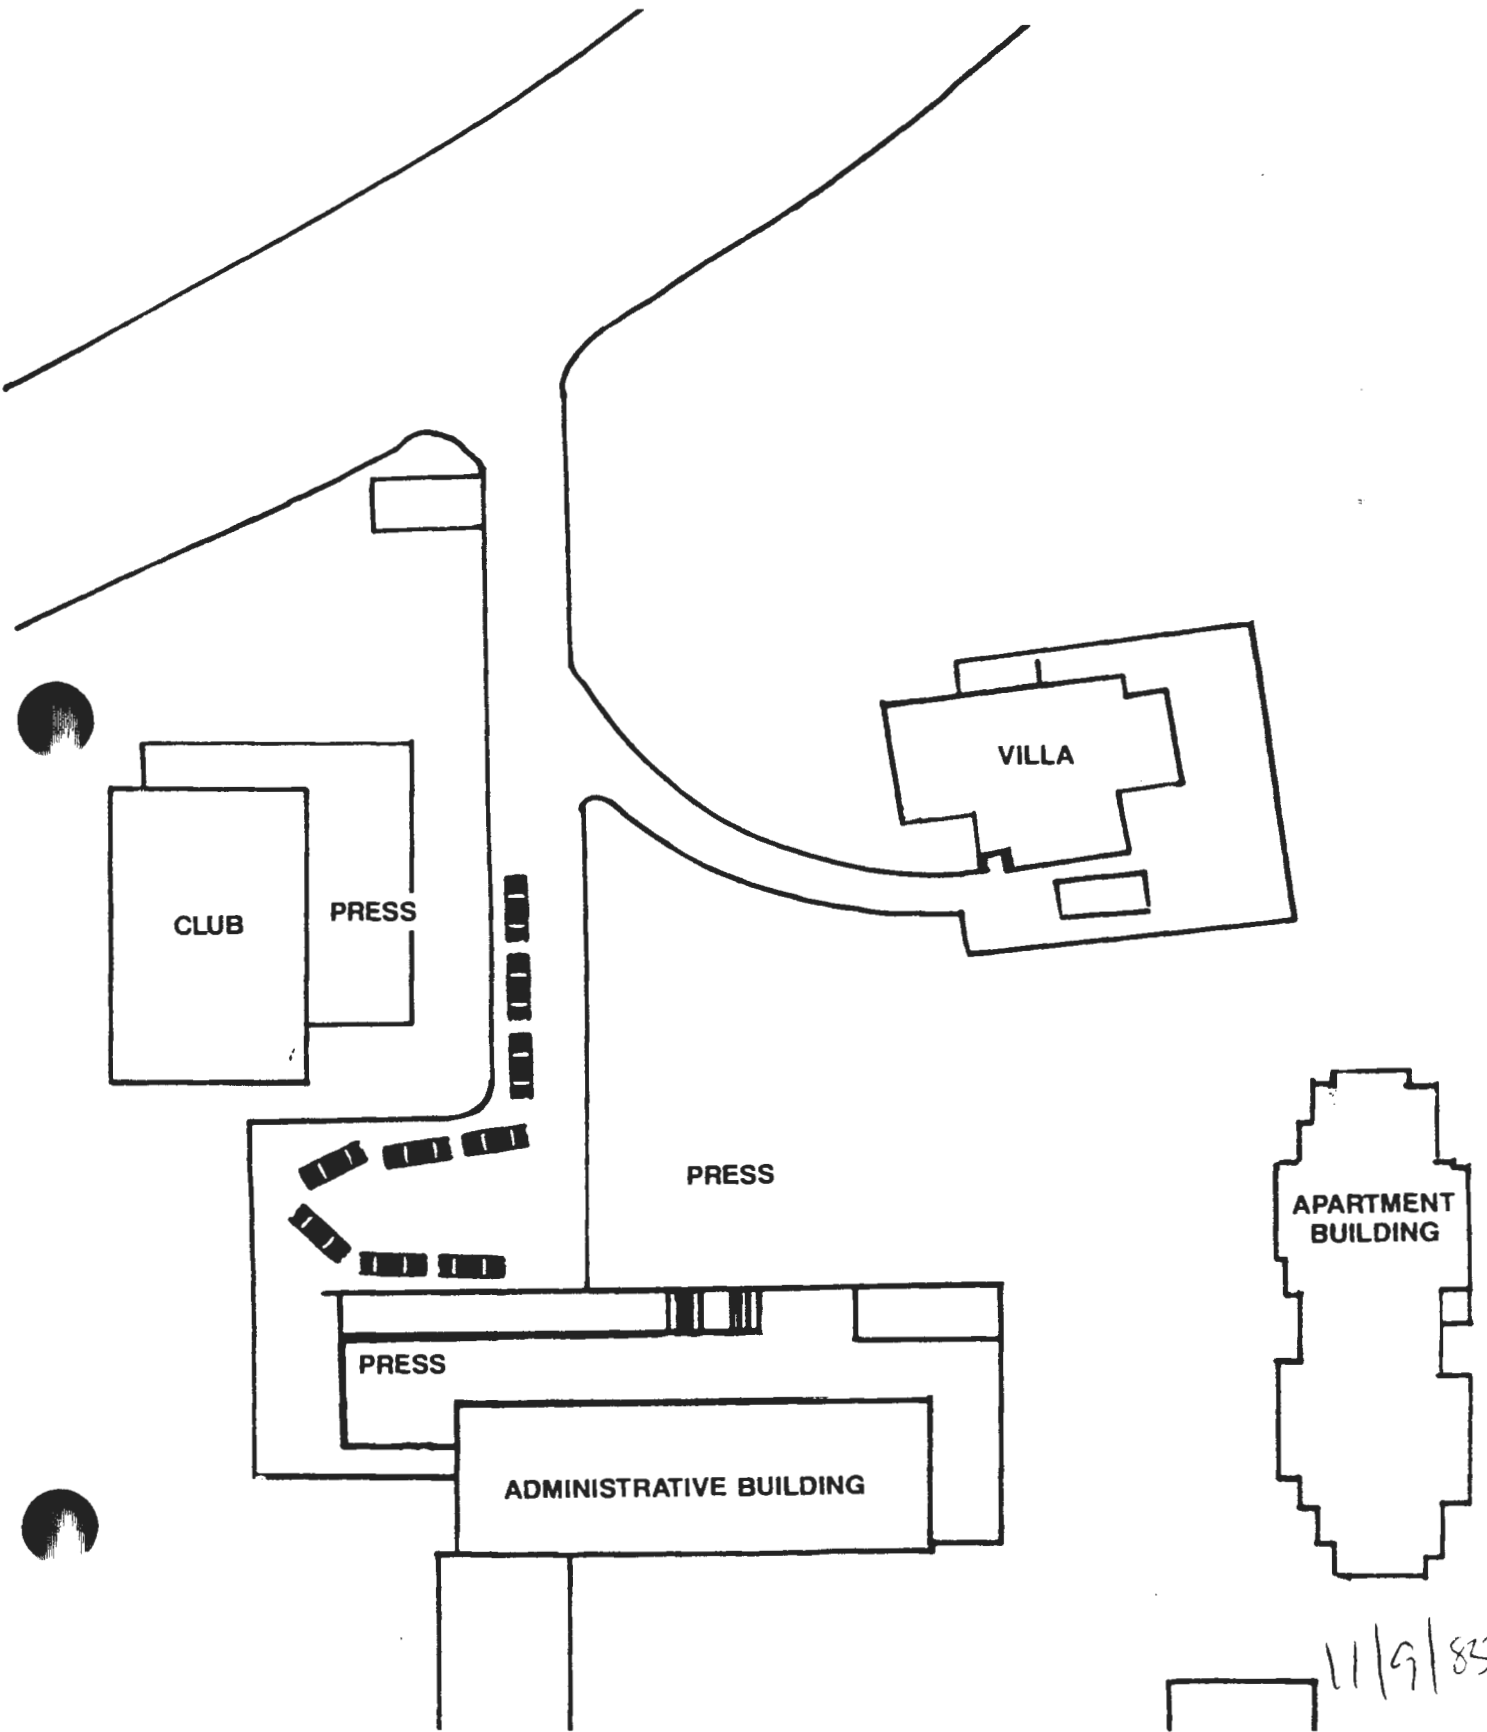 VILLA
CLUB
PRESS
PRESS
APARTMENT
BUILDING
PRESS
ADMINISTRATIVE BUILDING
11/9/85